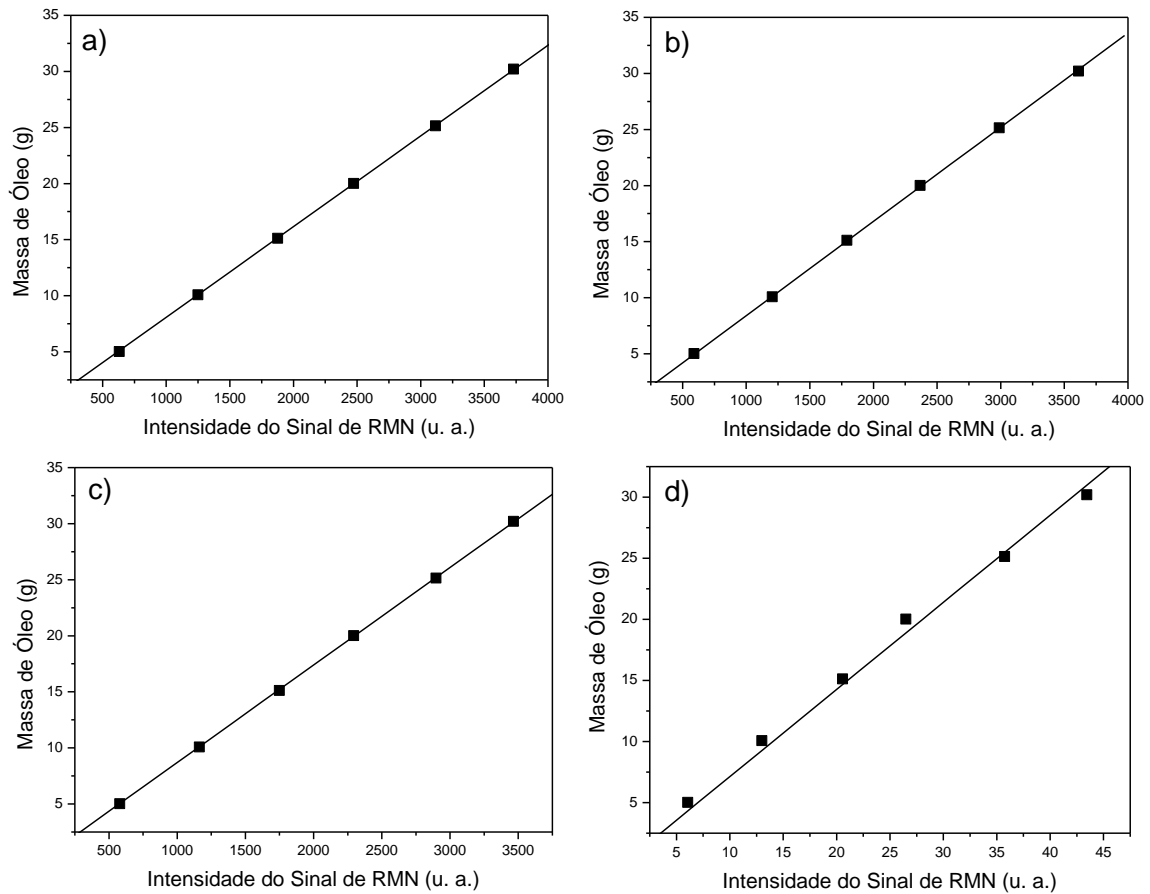 a)
35
30
25
20
15
10
5
500 1000 1500 2000 2500 3000 3500 4000
Massa de Óleo (g)
Intensidade do Sinal de RMN (u. a.)
b)
35
30
25
20
15
10
5
500 1000 1500 2000 2500 3000 3500 4000
Massa de Óleo (g)
Intensidade do Sinal de RMN (u. a.)
c)
35
30
25
20
15
10
5
500 1000 1500 2000 2500 3000 3500
Massa de Óleo (g)
Intensidade do Sinal de RMN (u. a.)
d)
30
25
20
15
10
5
5 10 15 20 25 30 35 40 45
Massa de Óleo (g)
Intensidade do Sinal de RMN (u. a.)